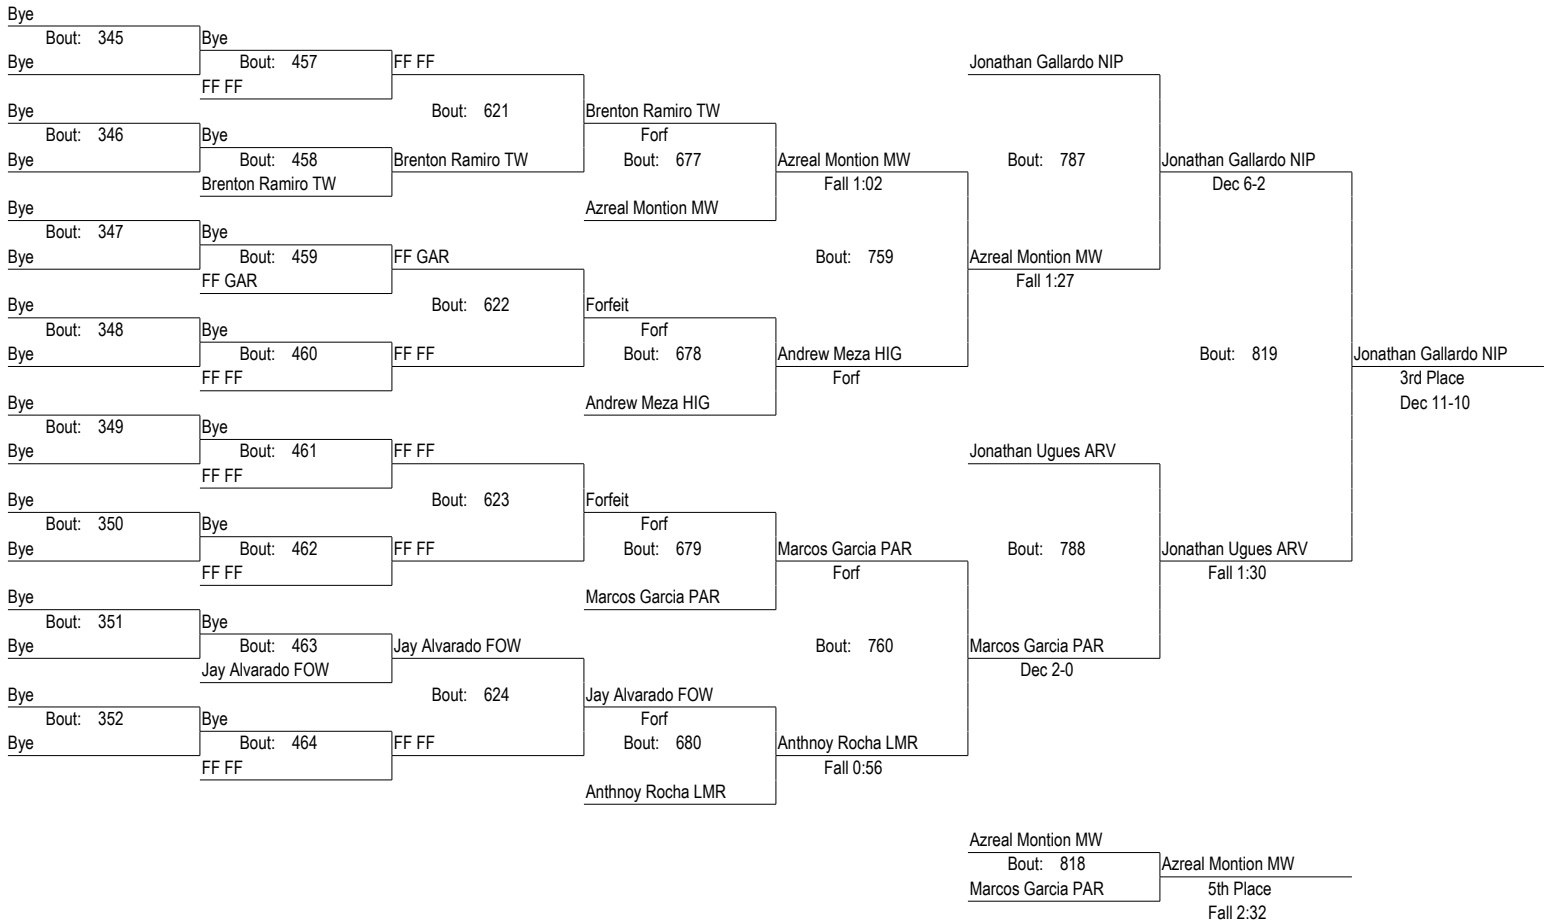 Bye
Bout: 345 Bye
Bye Bout: 457 FF FF Jonathan Gallardo NIP
FF FF
Bye Bout: 621 Brenton Ramiro TW
Bout: 346 Bye Forf
Bye Bout: 458 Brenton Ramiro TW Bout: 677 Azreal Montion MW Bout: 787 Jonathan Gallardo NIP
Brenton Ramiro TW Fall 1:02 Dec 6-2
Bye Azreal Montion MW
Bout: 347 Bye
Bye Bout: 459 FF GAR Bout: 759 Azreal Montion MW
FF GAR Fall 1:27
Bye Bout: 622 Forfeit
Bout: 348 Bye Forf
Bye Bout: 460 FF FF Bout: 678 Andrew Meza HIG Bout: 819 Jonathan Gallardo NIP
FF FF Forf 3rd Place
Bye Andrew Meza HIG Dec 11-10
Bout: 349 Bye
Bye Bout: 461 FF FF Jonathan Ugues ARV
FF FF
Bye Bout: 623 Forfeit
Bout: 350 Bye Forf
Bye Bout: 462 FF FF Bout: 679 Marcos Garcia PAR Bout: 788 Jonathan Ugues ARV
FF FF Forf Fall 1:30
Bye Marcos Garcia PAR
Bout: 351 Bye
Bye Bout: 463 Jay Alvarado FOW Bout: 760 Marcos Garcia PAR
Jay Alvarado FOW Dec 2-0
Bye Bout: 624 Jay Alvarado FOW
Bout: 352 Bye Forf
Bye Bout: 464 FF FF Bout: 680 Anthnoy Rocha LMR
FF FF Fall 0:56
Anthnoy Rocha LMR
Azreal Montion MW
Bout: 818 Azreal Montion MW
Marcos Garcia PAR 5th Place
Fall 2:32